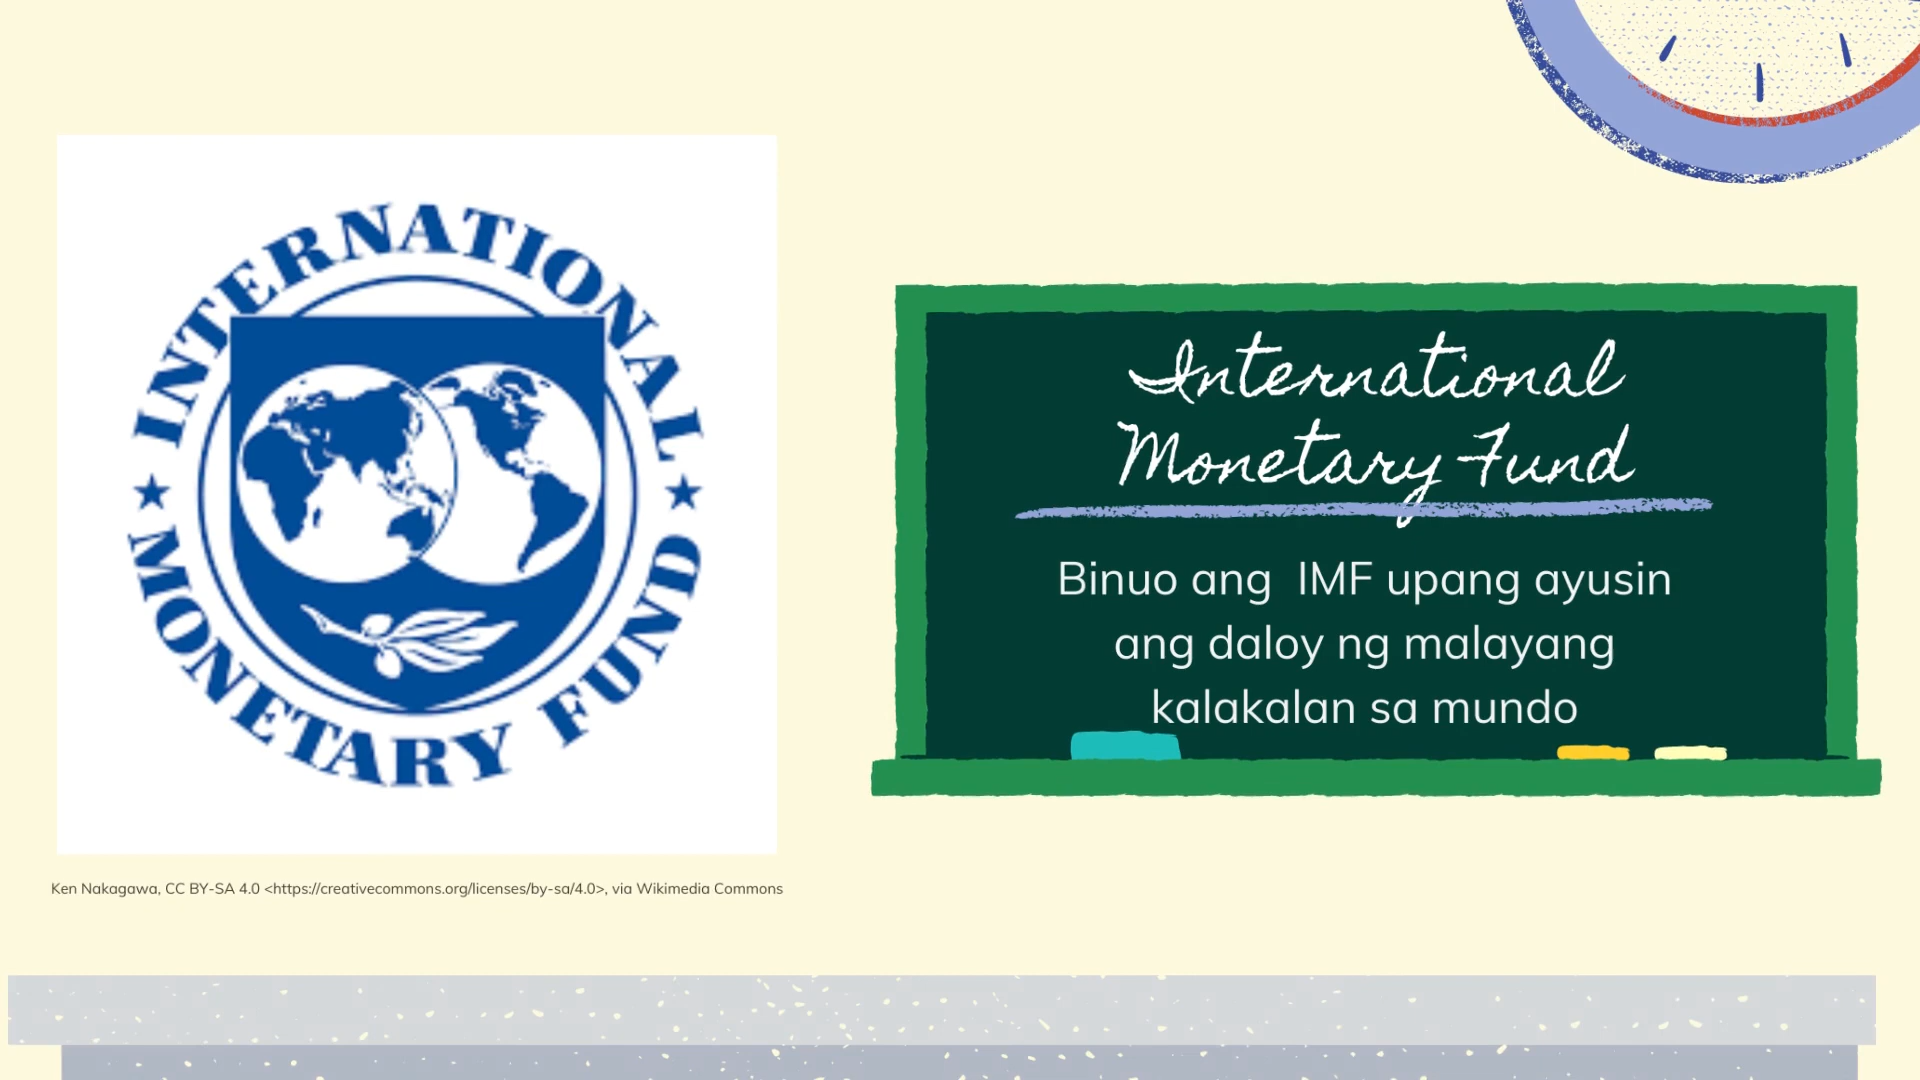 INTERNATIONAL
MONETARY FUND
International
Monetary Fund
Binuo ang  IMF upang ayusin
ang daloy ng malayang
kalakalan sa mundo
Ken Nakagawa, CC BY-SA 4.0 <https://creativecommons.org/licenses/by-sa/4.0>, via Wikimedia Commons